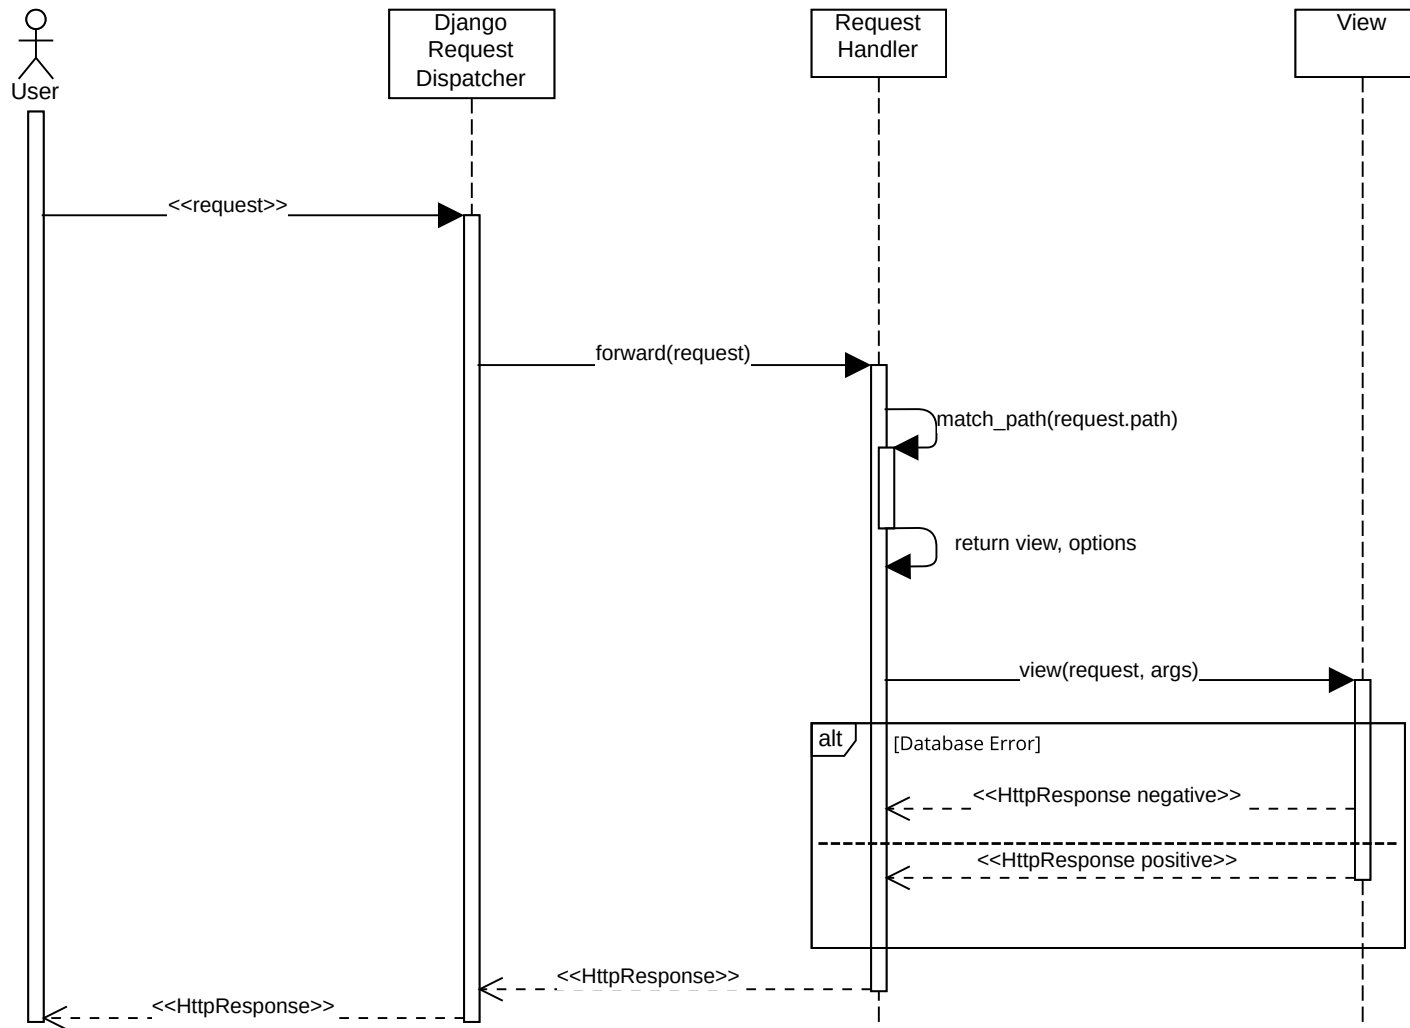 User
Django
Request
Dispatcher
Request
Handler
View
<<request>>
forward(request)
match_path(request.path)
return view, options
view(request, args)
alt
[Database Error]
<<HttpResponse negative>>
<<HttpResponse positive>>
<<HttpResponse>>
<<HttpResponse>>